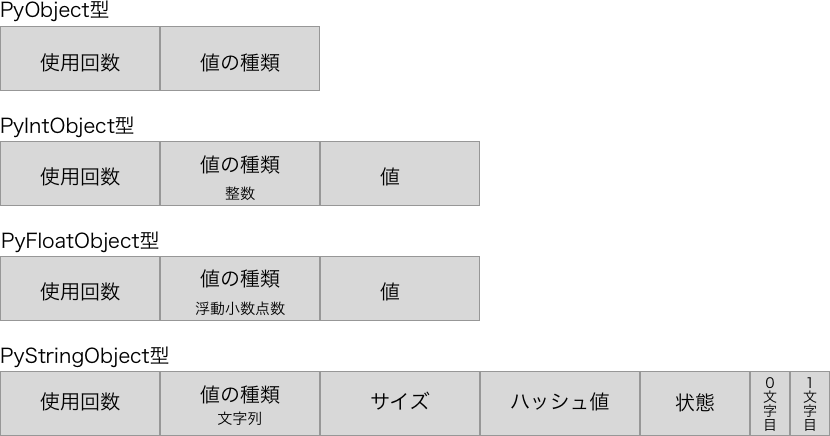 PyObject型
使用回数 値の種類
PyIntObject型
使用回数 値の種類 値
整数
PyFloatObject型
使用回数 値の種類 値
浮動小数点数
PyStringObject型
使用回数 値の種類 サイズ ハッシュ値 状態 0文字目 1文字目
文字列